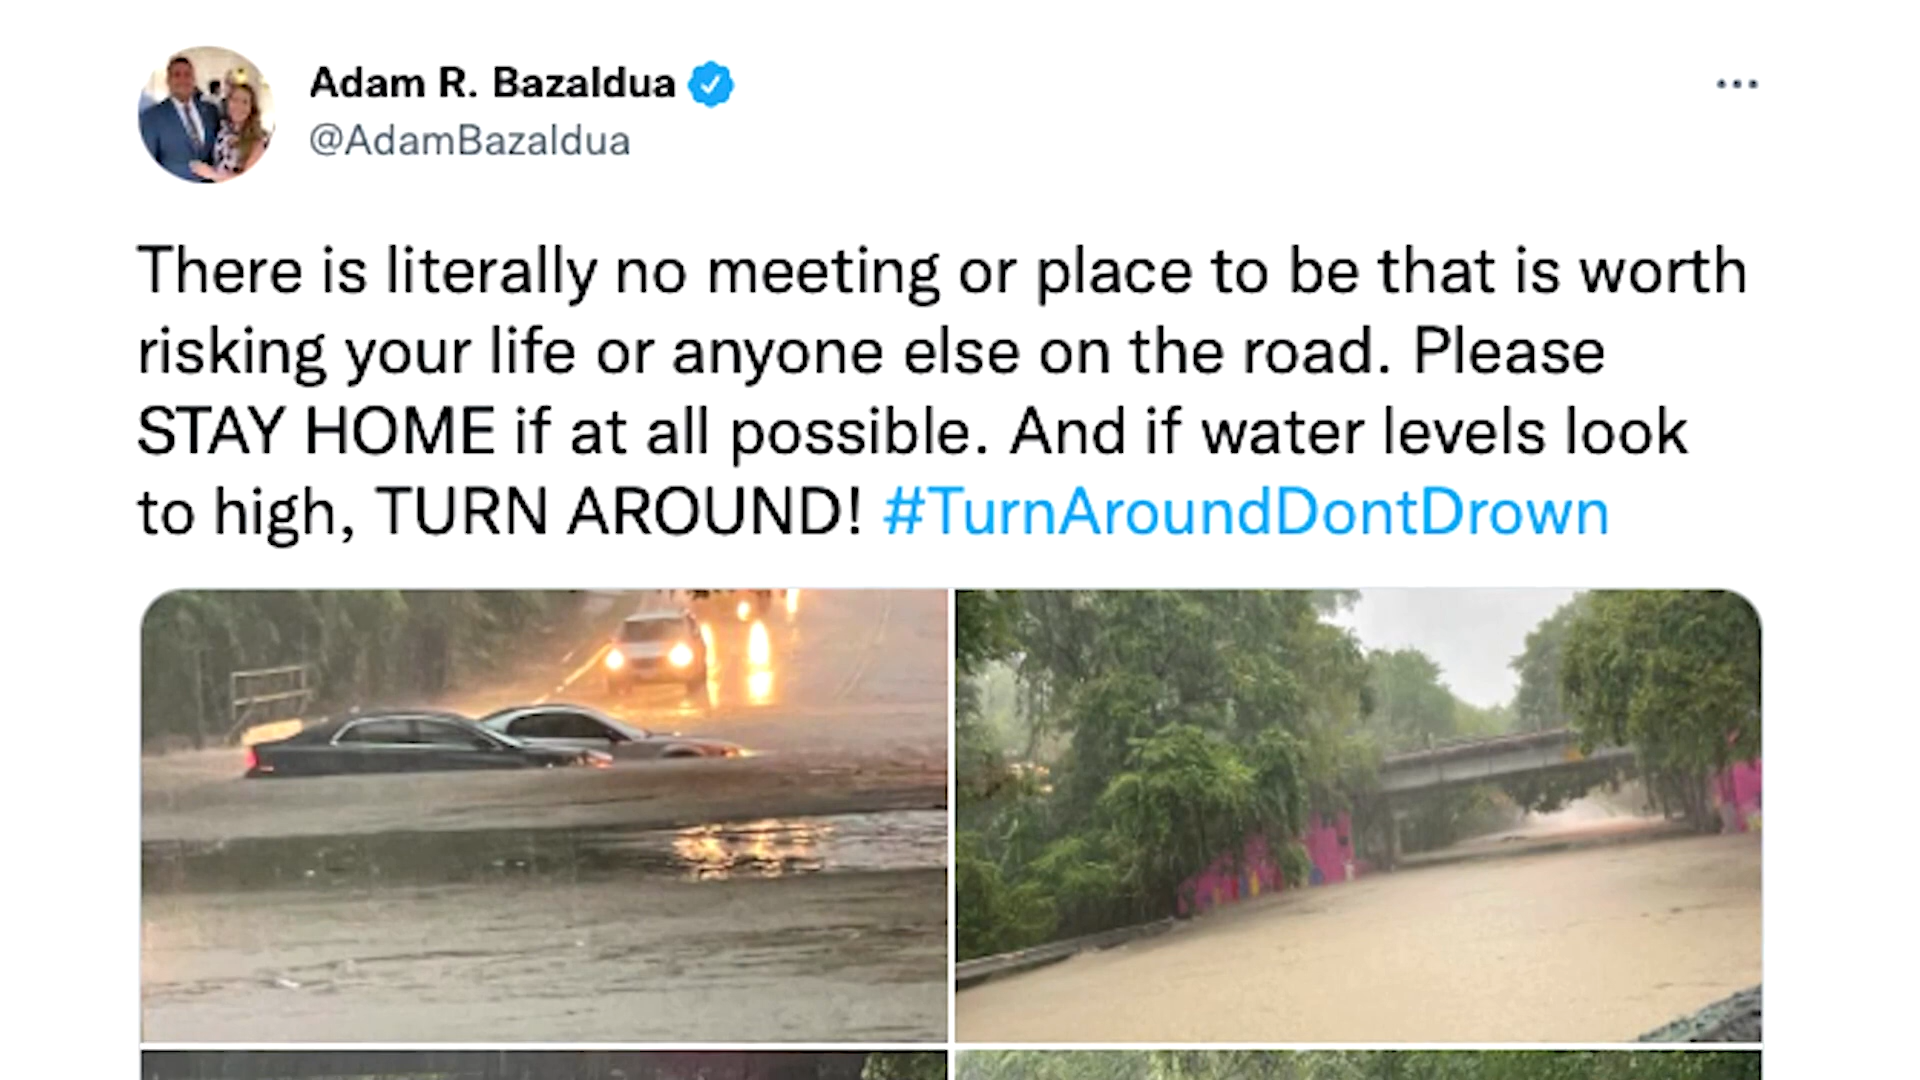 Adam R. Bazaldua
@AdamBazaldua
There is literally no meeting or place to be that is worth
risking your life or anyone else on the road. Please
STAY HOME if at all possible. And if water levels look
to high, TURN AROUND! #TurnAroundDontDrown